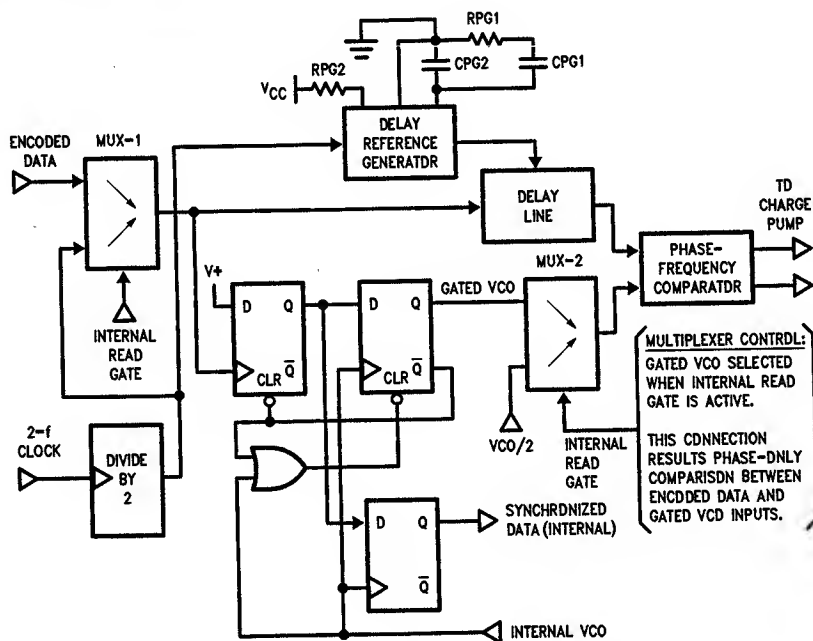 RPG1
RPG2
CPG2
CPG1
VCC
ENCODED
DATA
MUX-1
DELAY
REFERENCE
GENERATDR
DELAY
LINE
TD
CHARGE
PUMP
PHASE-
FREQUENCY
COMPARATDR
MUX-2
V+
GATED VCO
D
Q
Q
CLR
D
Q
Q
CLR
INTERNAL
READ
GATE
VCO/2
INTERNAL
READ
GATE
MULTIPLEXER CONTRDL:
GATED VCO SELECTED
WHEN INTERNAL READ
GATE IS ACTIVE.
THIS CDNNECTION
RESULTS PHASE-DNLY
COMPARISDN BETWEEN
ENCDDED DATA AND
GATED VCD INPUTS.
2-f
CLOCK
DIVIDE
BY
2
D
Q
Q
SYNCHRDNIZED
DATA (INTERNAL)
INTERNAL VCO